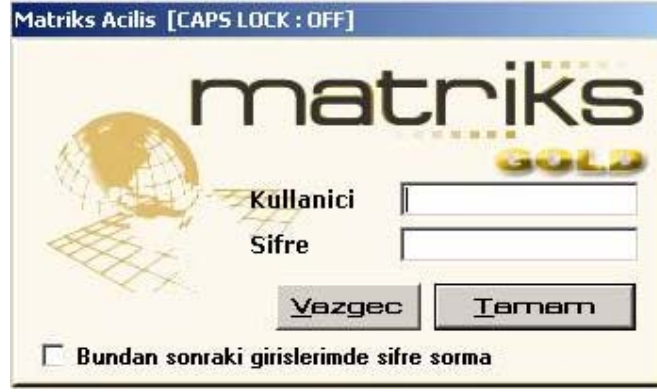 Matriks Acilis [CAPS LOCK : OFF]
matriks
GOLD
Kullanici
Sifre
Vazgec
Tamam
Bundan sonraki girislerimde sifre sorma